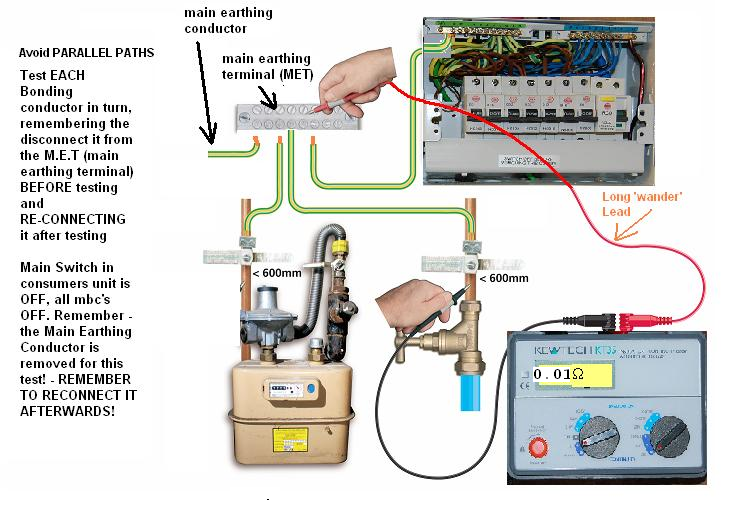 main earthing
conductor
Avoid PARALLEL PATHS
Test EACH
Bonding
conductor in turn,
remembering the
disconnect it from
the M.E.T (main
earthing terminal)
BEFORE testing
and
RE-CONNECTING
it after testing
Main Switch in
consumers unit is
OFF, all mbc's
OFF. Remember -
the Main Earthing
Conductor is
removed for this
test! - REMEMBER
TO RECONNECT IT
AFTERWARDS!
main earthing
terminal (MET)
Long 'wander'
Lead
< 600mm
< 600mm
KEWTECH KT35
0.01Ω